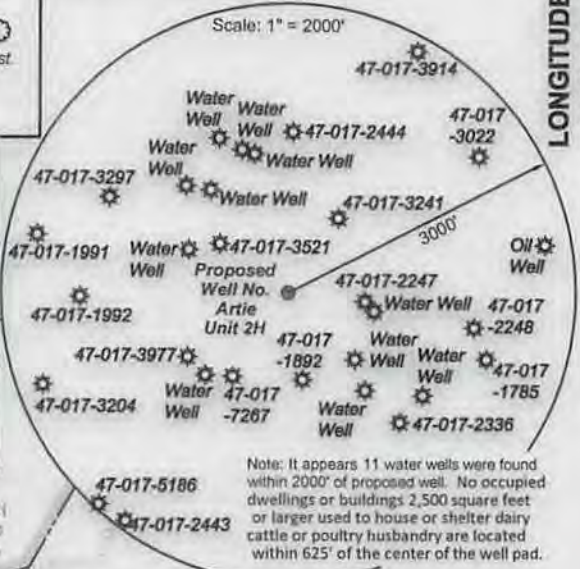 st.
LONGITUDE
Scale: 1" = 2000'
47-017-3914
Water
Well
Water
Well
47-017-2444
47-017
-3022
Water
Well
Water Well
47-017-3297
Water Well
47-017-3241
3000'
47-017-1991
Water
Well
47-017-3521
Oil
Well
Proposed
Well No.
Artie
Unit 2H
47-017-2247
Water Well
47-017
-2248
47-017-1992
47-017-3977
47-017
-1892
Water
Well
Water
Well
47-017
-1785
47-017-3204
Water
Well
47-017
-7267
Water
Well
47-017-2336
47-017-5186
47-017-2443
Note: It appears 11 water wells were found
within 2000' of proposed well. No occupied
dwellings or buildings 2,500 square feet
or larger used to house or shelter dairy
cattle or poultry husbandry are located
within 625' of the center of the well pad.